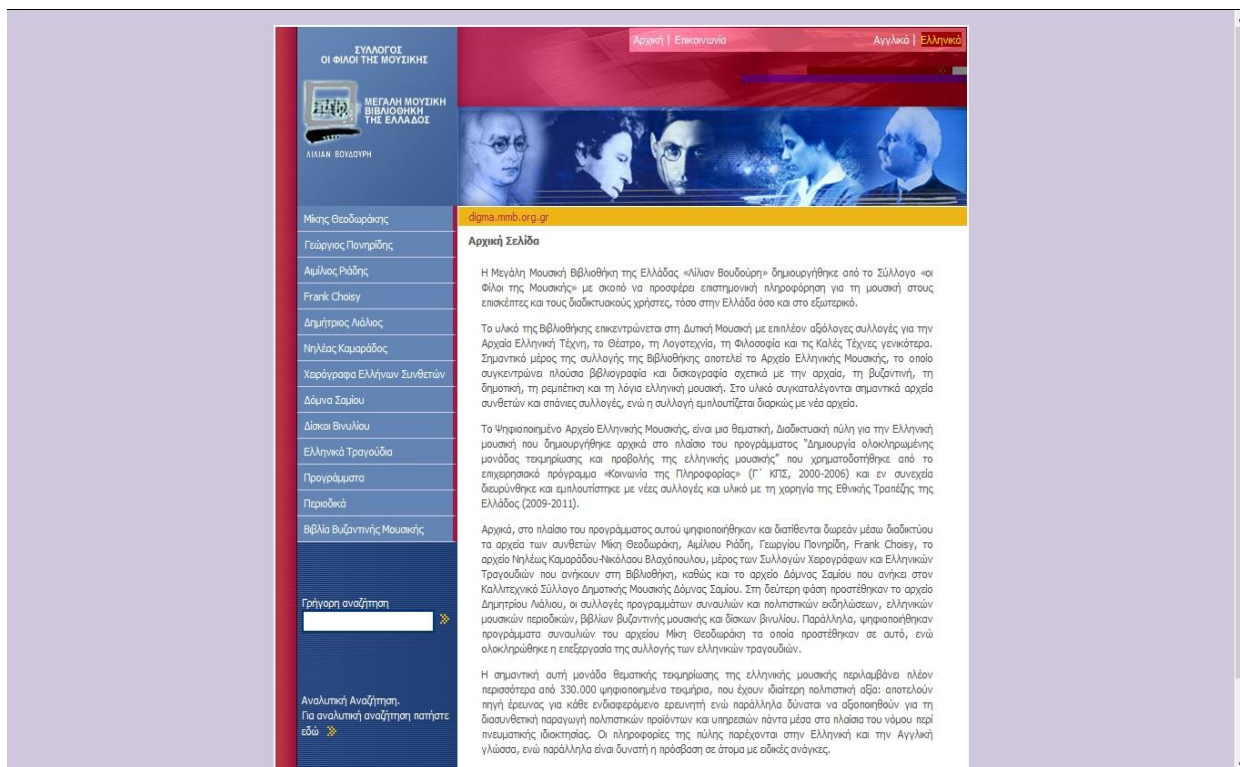 ΣΥΛΛΟΓΟΣ
ΟΙ ΦΙΛΟΙ ΤΗΣ ΜΟΥΣΙΚΗΣ
ΜΕΓΑΛΗ ΜΟΥΣΙΚΗ
ΒΙΒΛΙΟΘΗΚΗ
ΤΗΣ ΕΛΛΑΔΟΣ
ΛΙΛΙΑΝ ΒΟΥΔΟΥΡΗ
Αρχική | Επικοινωνία
Αγγλικά | Ελληνικά
Μίκης Θεοδωράκης
Γεώργιος Πονηρίδης
Αιμίλιος Ριάδης
Frank Choisy
Δημήτριος Λιάλιος
Νηλέας Καμαράδος
Χειρόγραφα Ελλήνων Συνθετών
Δόμνα Σαμίου
Δίσκοι Βινυλίου
Ελληνικά Τραγούδια
Προγράμματα
Περιοδικά
Βιβλία Βυζαντινής Μουσικής
Γρήγορη αναζήτηση
Αναλυτική Αναζήτηση.
Για αναλυτική αναζήτηση πατήστε
εδώ
digma.mmb.org.gr
Αρχική Σελίδα
Η Μεγάλη Μουσική Βιβλιοθήκη της Ελλάδας «Λίλιαν Βουδούρη» δημιουργήθηκε από το Σύλλογο «οι
Φίλοι της Μουσικής» με σκοπό να προσφέρει επιστημονική πληροφόρηση για τη μουσική στους
επισκέπτες και τους διαδικτυακούς χρήστες, τόσο στην Ελλάδα όσο και στο εξωτερικό.
Το υλικό της Βιβλιοθήκης επικεντρώνεται στη Δυτική Μουσική με επιπλέον αξιόλογες συλλογές για την
Αρχαία Ελληνική Τέχνη, το Θέατρο, τη Λογοτεχνία, τη Φιλοσοφία και τις Καλές Τέχνες γενικότερα.
Σημαντικό μέρος της συλλογής της Βιβλιοθήκης αποτελεί το Αρχείο Ελληνικής Μουσικής, το οποίο
συγκεντρώνει πλούσια βιβλιογραφία και δισκογραφία σχετικά με την αρχαία, τη βυζαντινή, τη
δημοτική, τη ρεμπέτικη και τη λόγια ελληνική μουσική. Στο υλικό συγκαταλέγονται σημαντικά αρχεία
συνθετών και σπάνιες συλλογές, ενώ η συλλογή εμπλουτίζεται διαρκώς με νέα αρχεία.
Το Ψηφιοποιημένο Αρχείο Ελληνικής Μουσικής, είναι μια θεματική, Διαδικτυακή πύλη για την Ελληνική
μουσική που δημιουργήθηκε αρχικά στο πλαίσιο του προγράμματος "Δημιουργία ολοκληρωμένης
μονάδας τεκμηρίωσης και προβολής της ελληνικής μουσικής" που χρηματοδοτήθηκε από το
επιχειρησιακό πρόγραμμα «Κοινωνία της Πληροφορίας» (Γ΄ ΚΠΣ, 2000-2006) και εν συνεχεία
διευρύνθηκε και εμπλουτίστηκε με νέες συλλογές και υλικό με τη χορηγία της Εθνικής Τραπέζης της
Ελλάδος (2009-2011).
Αρχικά, στο πλαίσιο του προγράμματος αυτού ψηφιοποιήθηκαν και διατίθενται δωρεάν μέσω διαδικτύου
τα αρχεία των συνθετών Μίκη Θεοδωράκη, Αιμίλιου Ριάδη, Γεωργίου Πονηρίδη, Frank Choisy, το
αρχείο Νηλέως Καμαράδου-Νικόλαου Βλαχόπουλου, μέρος των Συλλογών Χειρογράφων και Ελληνικών
Τραγουδιών που ανήκουν στη Βιβλιοθήκη, καθώς και το αρχείο Δόμνας Σαμίου που ανήκει στον
Καλλιτεχνικό Σύλλογο Δημοτικής Μουσικής Δόμνας Σαμίου. Στη δεύτερη φάση προστέθηκαν το αρχείο
Δημητρίου Λιάλιου, οι συλλογές προγραμμάτων συναυλιών και πολιτιστικών εκδηλώσεων, ελληνικών
μουσικών περιοδικών, βιβλίων βυζαντινής μουσικής και δίσκων βινυλίου. Παράλληλα, ψηφιοποιήθηκαν
προγράμματα συναυλιών του αρχείου Μίκη Θεοδωράκη τα οποία προστέθηκαν σε αυτό, ενώ
ολοκληρώθηκε η επεξεργασία της συλλογής των ελληνικών τραγουδιών.
Η σημαντική αυτή μονάδα θεματικής τεκμηρίωσης της ελληνικής μουσικής περιλαμβάνει πλέον
περισσότερα από 330.000 ψηφιοποιημένα τεκμήρια, που έχουν ιδιαίτερη πολιτιστική αξία: αποτελούν
πηγή έρευνας για κάθε ενδιαφερόμενο ερευνητή ενώ παράλληλα δύναται να αξιοποιηθούν για τη
διασυνθετική παραγωγή πολιτιστικών προϊόντων και υπηρεσιών πάντα μέσα στα πλαίσια του νόμου περί
πνευματικής ιδιοκτησίας. Οι πληροφορίες της πύλης παρέχονται στην Ελληνική και την Αγγλική
γλώσσα, ενώ παράλληλα είναι δυνατή η πρόσβαση σε άτομα με ειδικές ανάγκες.